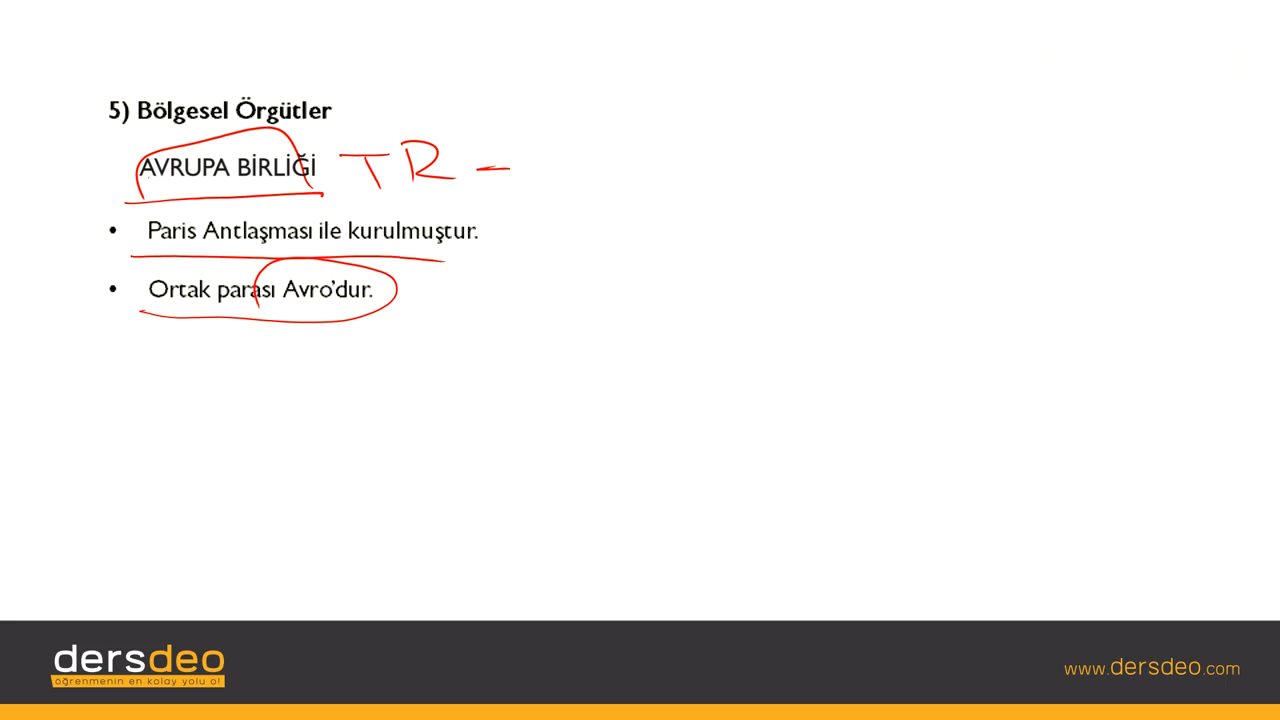 5) Bölgesel Örgütler
AVRUPA BİRLİĞİ TR -
• Paris Antlaşması ile kurulmuştur.
• Ortak parası Avro’dur.
dersdeo
öğrenmenin en kolay yolu o!
www.dersdeo.com